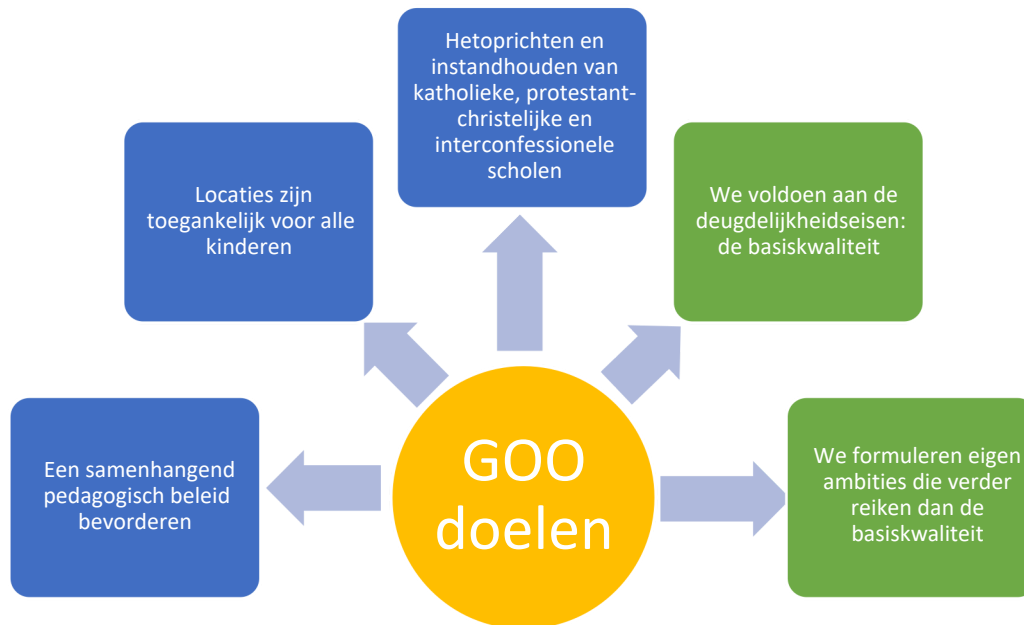 Hetoprichten en
instandhouden van
katholieke, protestant-
christelijke en
interconfessionele
scholen
Locaties zijn
toegankelijk voor alle
kinderen
We voldoen aan de
deugdelijkheidseisen:
de basiskwaliteit
Een samenhangend
pedagogisch beleid
bevorderen
GOO
doelen
We formuleren eigen
ambities die verder
reiken dan de
basiskwaliteit